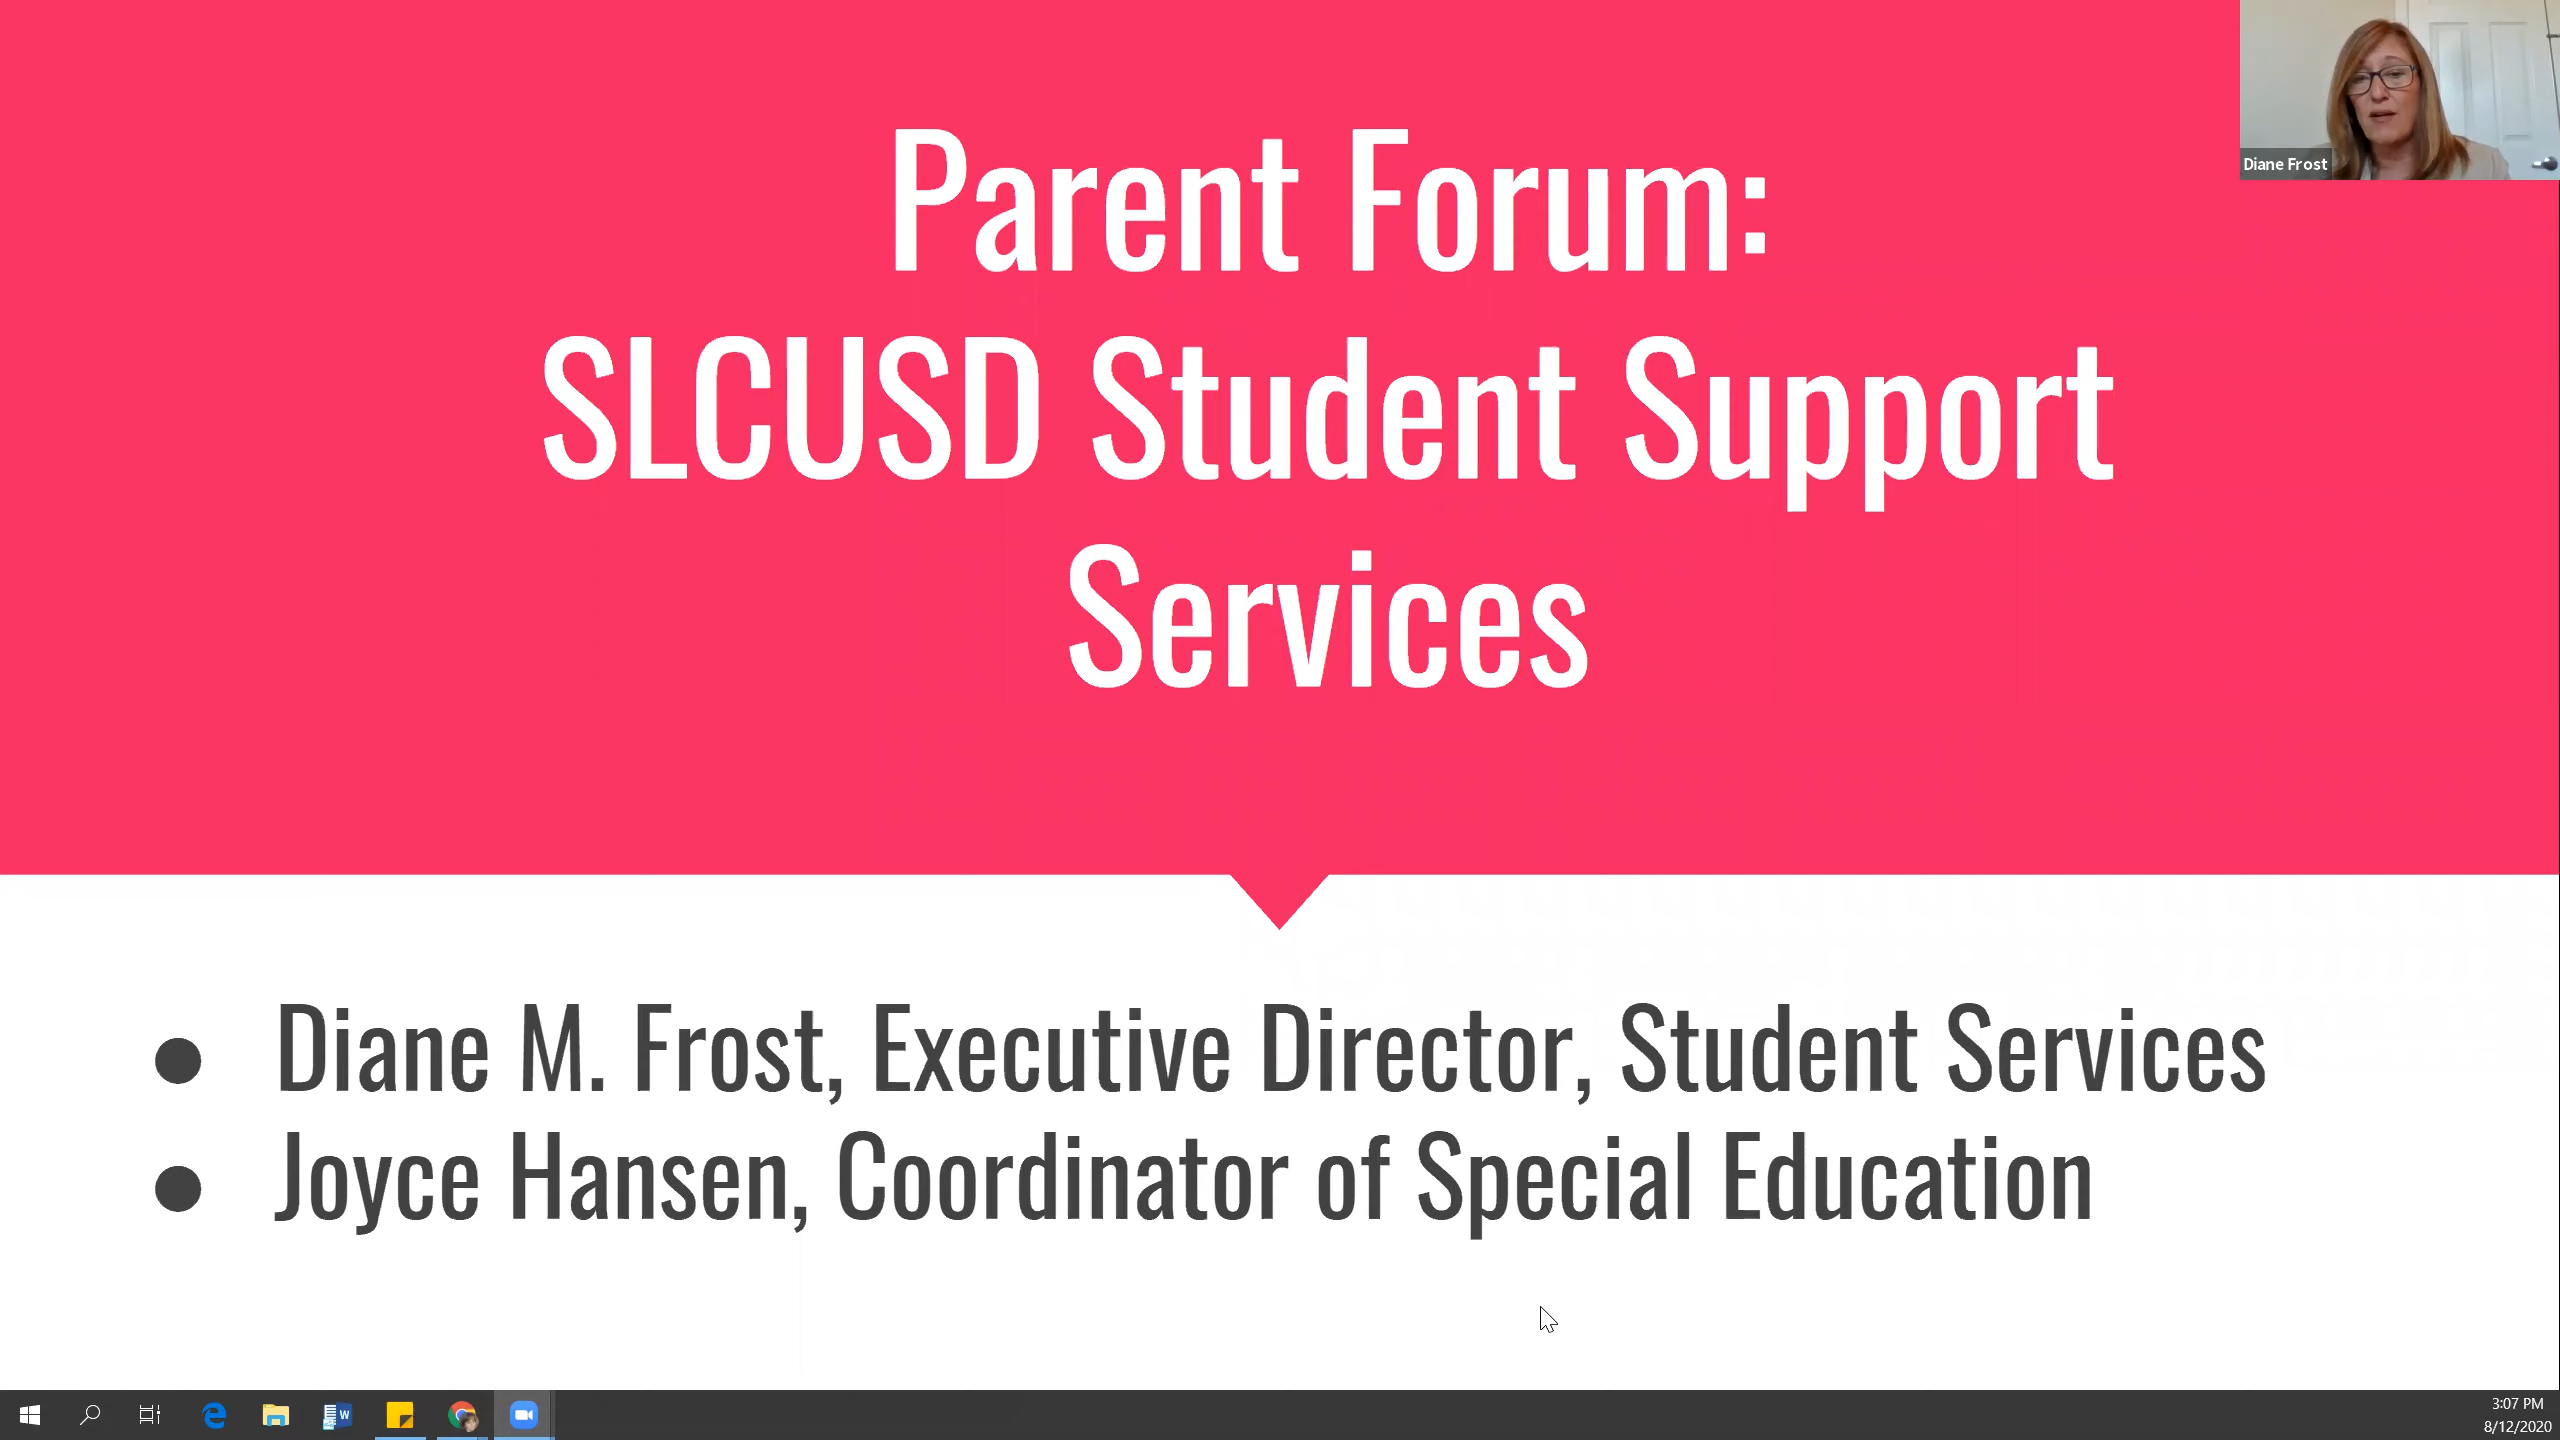 Parent Forum:
SLCUSD Student Support
Services
Diane Frost
● Diane M. Frost, Executive Director, Student Services
● Joyce Hansen, Coordinator of Special Education
W
3:07 PM
8/12/2020